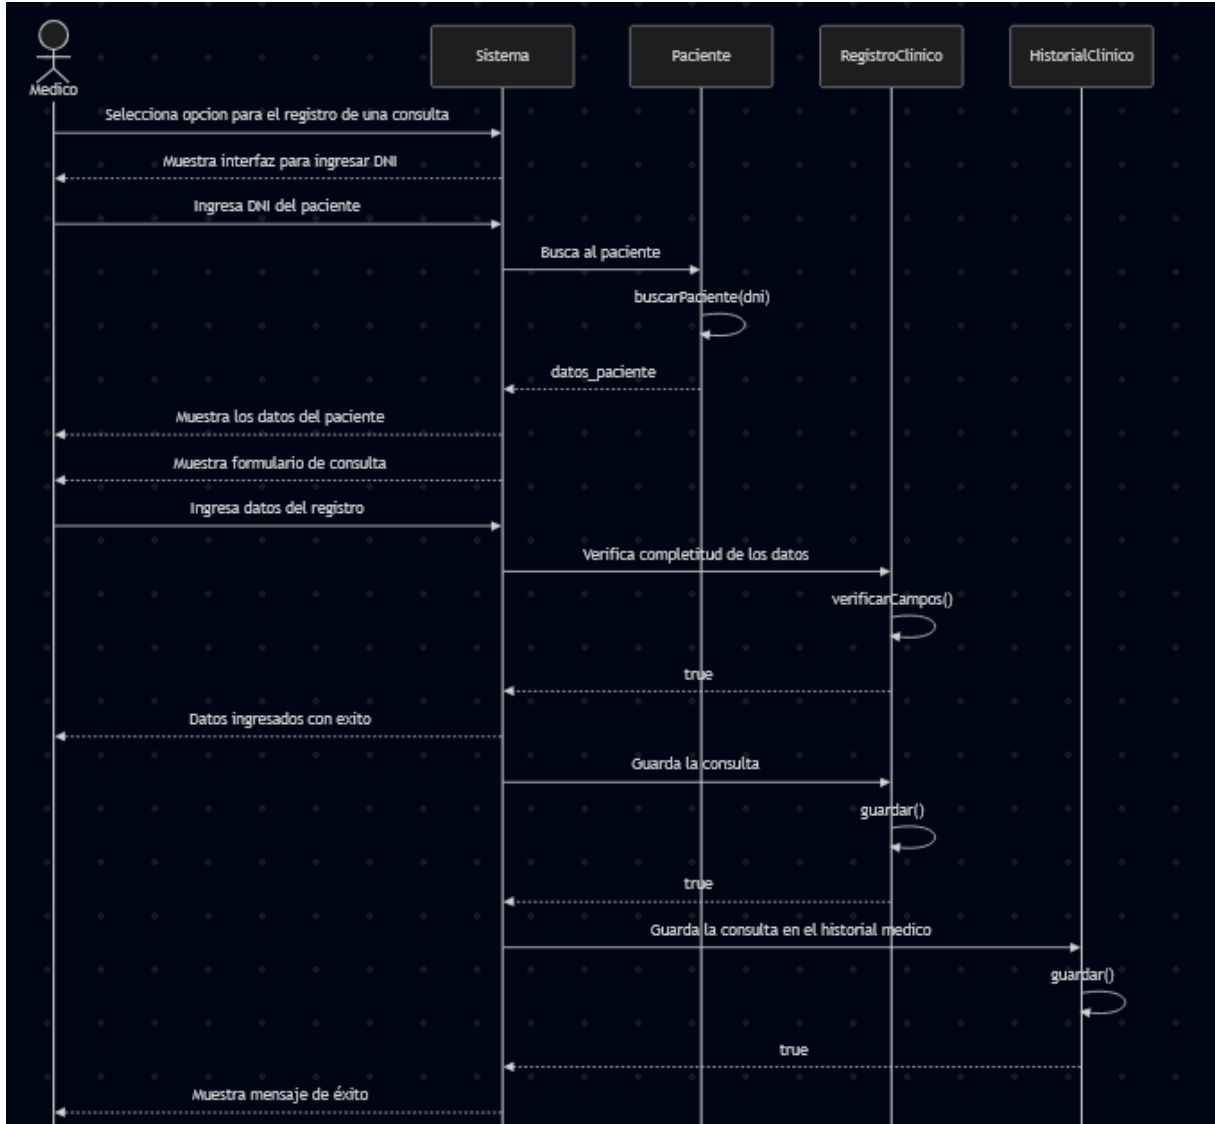 Medico
Sistema
Paciente
RegistroClinico
HistorialClinico
Selecciona opcion para el registro de una consulta
Muestra interfaz para ingresar DNI
Ingresa DNI del paciente
Busca al paciente
buscarPaciente(dni)
datos_paciente
Muestra los datos del paciente
Muestra formulario de consulta
Ingresa datos del registro
Verifica completitud de los datos
verificarCampos()
true
Datos ingresados con exito
Guarda la consulta
guardar()
true
Guarda la consulta en el historial medico
guardar()
true
Muestra mensaje de éxito